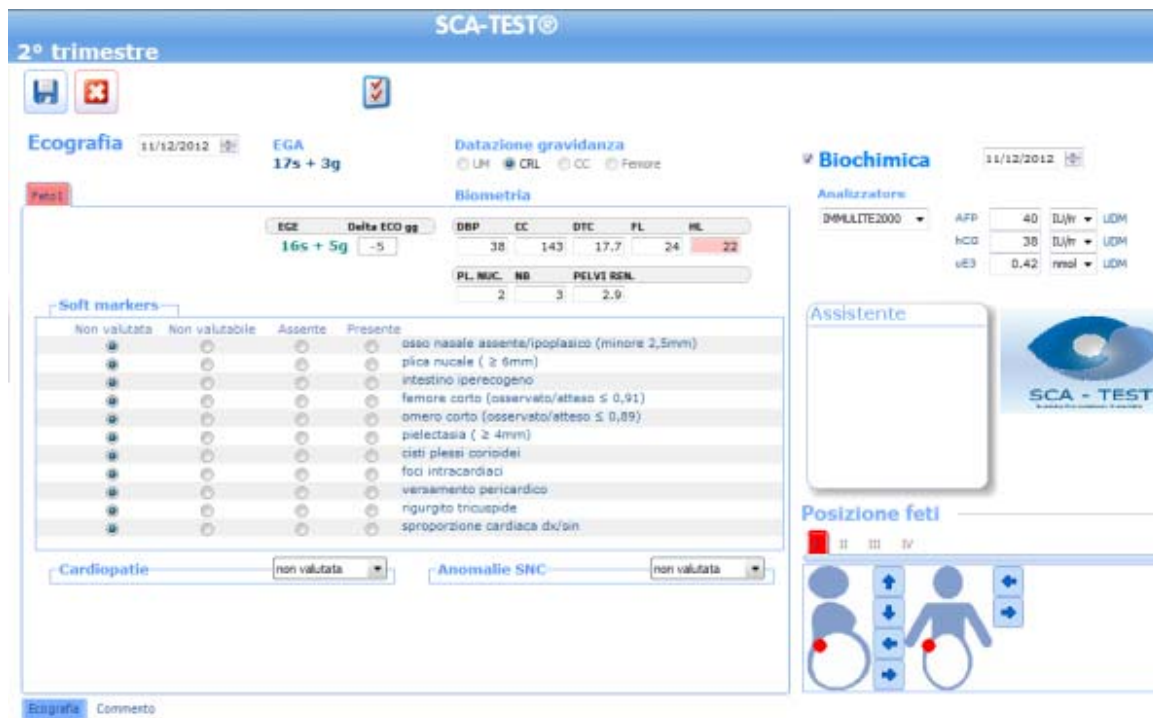 SCA-TEST®
2° trimestre
Ecografia 11/12/2012
EGA
17s + 3g
Datazione gravidanza
UM CRL CC Femore
Biochimica 11/12/2012
Feto1
Biometria
Analizzatore
IMMULITE2000
AFP 40 UDM
hCG 38 UDM
uE3 0.42 nmol UDM
EGE Delta ECO gg
16s + 5g -5
DBP CC DTC FL HL
38 143 17.7 24 22
PL. NUC. NB PELVI REN.
2 3 2.9
Soft markers
Non valutata Non valutabile Assente Presente
osso nasale assente/ipoplasico (minore 2,5mm)
plica nucale ( ≥ 6mm)
intestino iperecogeno
femore corto (osservato/atteso ≤ 0,91)
omero corto (osservato/atteso ≤ 0,89)
pielectasia ( ≥ 4mm)
cisti plessi corioidei
foci intracardiaci
versamento pericardico
rigurgito tricuspide
sproporzione cardiaca dx/sin
Cardiopatie non valutata
Anomalie SNC non valutata
Assistente
SCA - TEST
Posizione feti
II III IV
Ecografia Commento